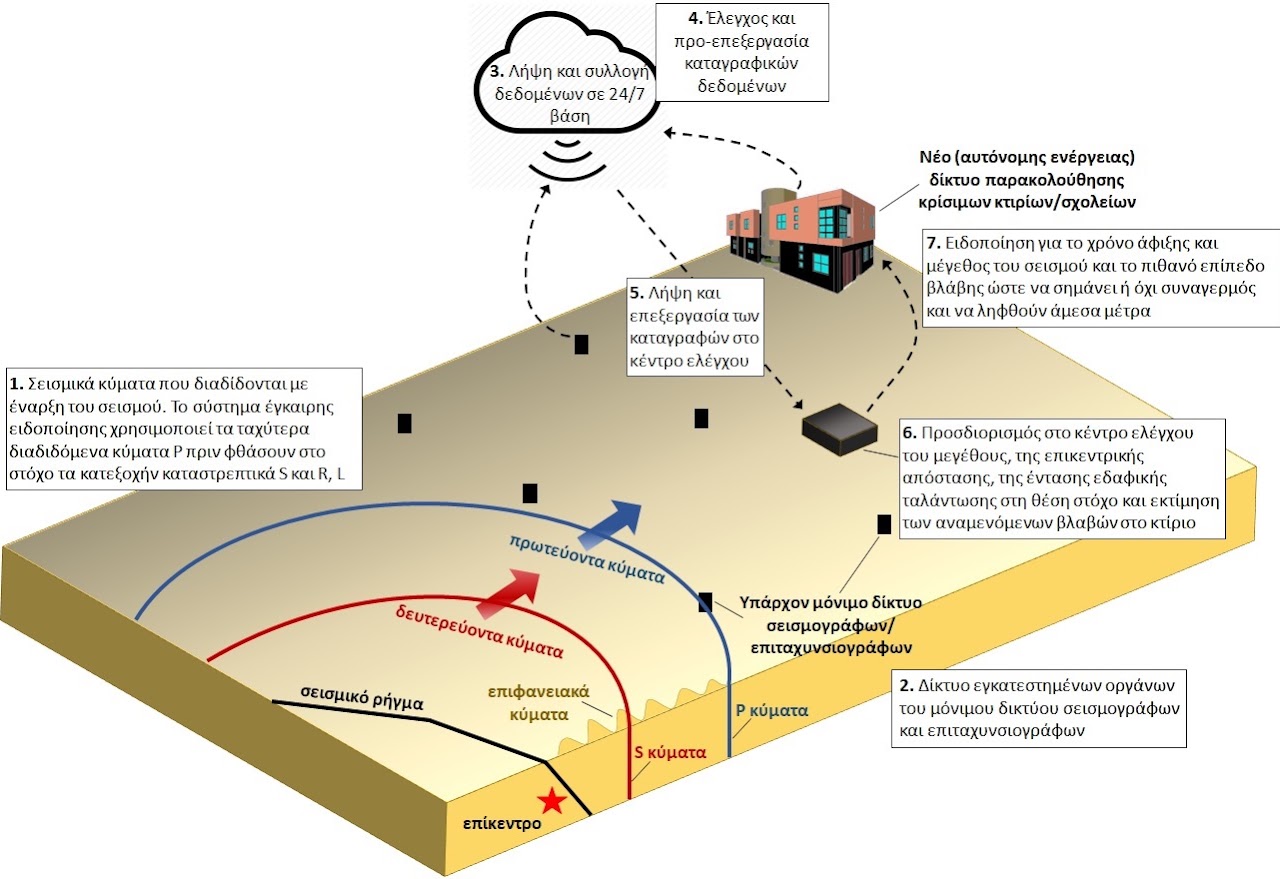 4. Έλεγχος και
προ-επεξεργασία
καταγραφικών
δεδομένων
3. Λήψη και συλλογή
δεδομένων σε 24/7
βάση
Νέο (αυτόνομης ενέργειας)
δίκτυο παρακολούθησης
κρίσιμων κτιρίων/σχολείων
7. Ειδοποίηση για το χρόνο άφιξης και
μέγεθος του σεισμού και το πιθανό επίπεδο
βλάβης ώστε να σημάνει ή όχι συναγερμός
και να ληφθούν άμεσα μέτρα
5. Λήψη και
επεξεργασία των
καταγραφών στο
κέντρο ελέγχου
1. Σεισμικά κύματα που διαδίδονται με
έναρξη του σεισμού. Το σύστημα έγκαιρης
ειδοποίησης χρησιμοποιεί τα ταχύτερα
διαδιδόμενα κύματα P πριν φθάσουν στο
στόχο τα κατεξοχήν καταστρεπτικά S και R, L
6. Προσδιορισμός στο κέντρο ελέγχου
του μεγέθους, της επικεντρικής
απόστασης, της έντασης εδαφικής
ταλάντωσης στη θέση στόχο και εκτίμηση
των αναμενόμενων βλαβών στο κτίριο
πρωτεύοντα κύματα
δευτερεύοντα κύματα
Υπάρχον μόνιμο δίκτυο
σεισμογράφων/
επιταχυνσιογράφων
σεισμικό ρήγμα
επιφανειακά
κύματα
P κύματα
S κύματα
2. Δίκτυο εγκατεστημένων οργάνων
του μόνιμου δικτύου σεισμογράφων
και επιταχυνσιογράφων
επίκεντρο